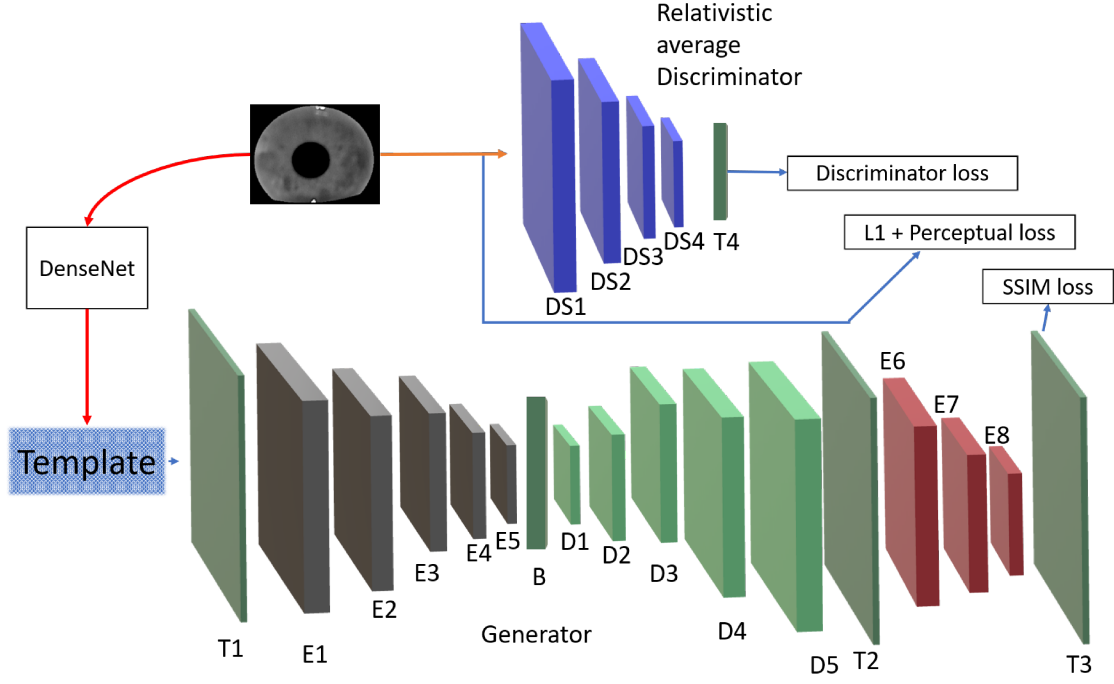 Relativistic
average
Discriminator
DS1
DS2
DS3
DS4
T4
Discriminator loss
L1 + Perceptual loss
SSIM loss
DenseNet
Template
T1
E1
E2
E3
E4
E5
B
D1
D2
D3
D4
D5
T2
E6
E7
E8
T3
Generator